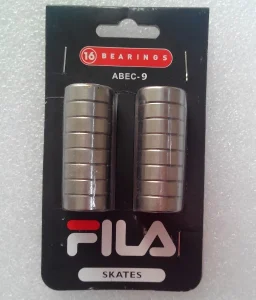 16 BEARINGS
ABEC-9
FILA
SKATES